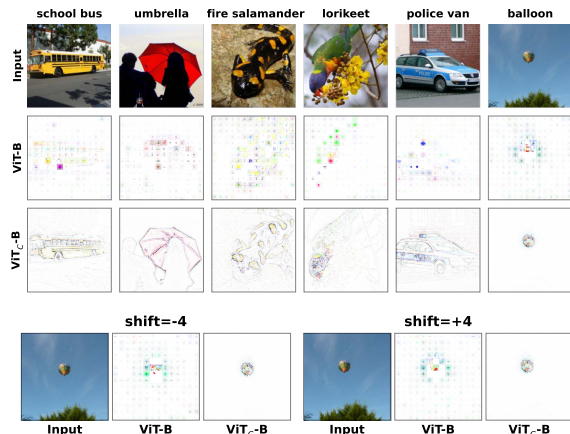 school bus umbrella fire salamander lorikeet police van balloon
Input
ViT-B
ViT_C-B
shift=-4 shift=+4
Input ViT-B ViT_C-B Input ViT-B ViT_C-B